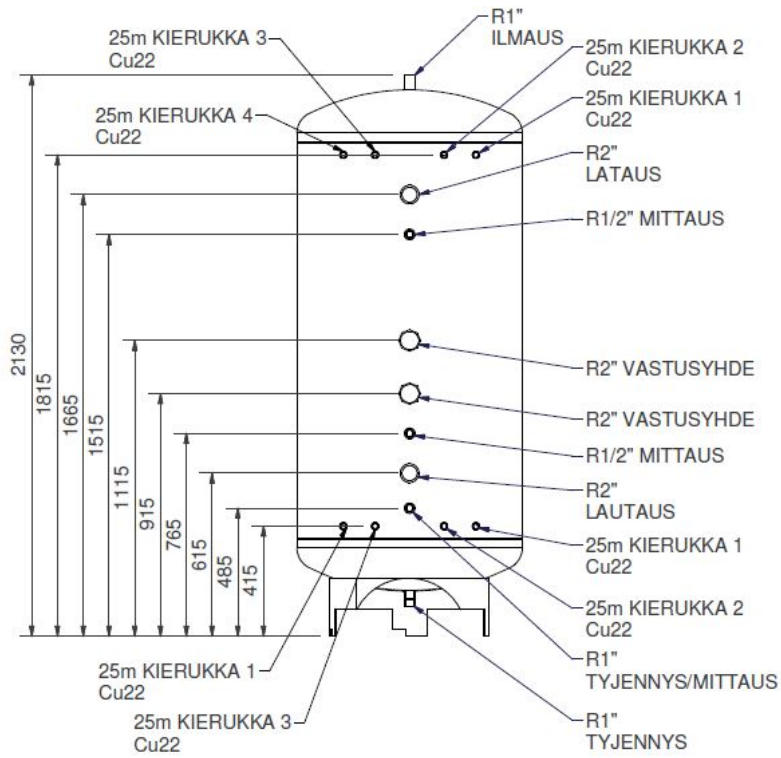 R1"
ILMAUS
25m KIERUKKA 3
Cu22
25m KIERUKKA 2
Cu22
25m KIERUKKA 4
Cu22
25m KIERUKKA 1
Cu22
R2"
LATAUS
R1/2" MITTAUS
R2" VASTUSYHDE
R2" VASTUSYHDE
R1/2" MITTAUS
R2"
LAUTAUS
25m KIERUKKA 1
Cu22
25m KIERUKKA 2
Cu22
R1"
TYJENNYS/MITTAUS
R1"
TYJENNYS
25m KIERUKKA 1
Cu22
25m KIERUKKA 3
Cu22
2130
1815
1665
1515
1115
915
765
615
485
415